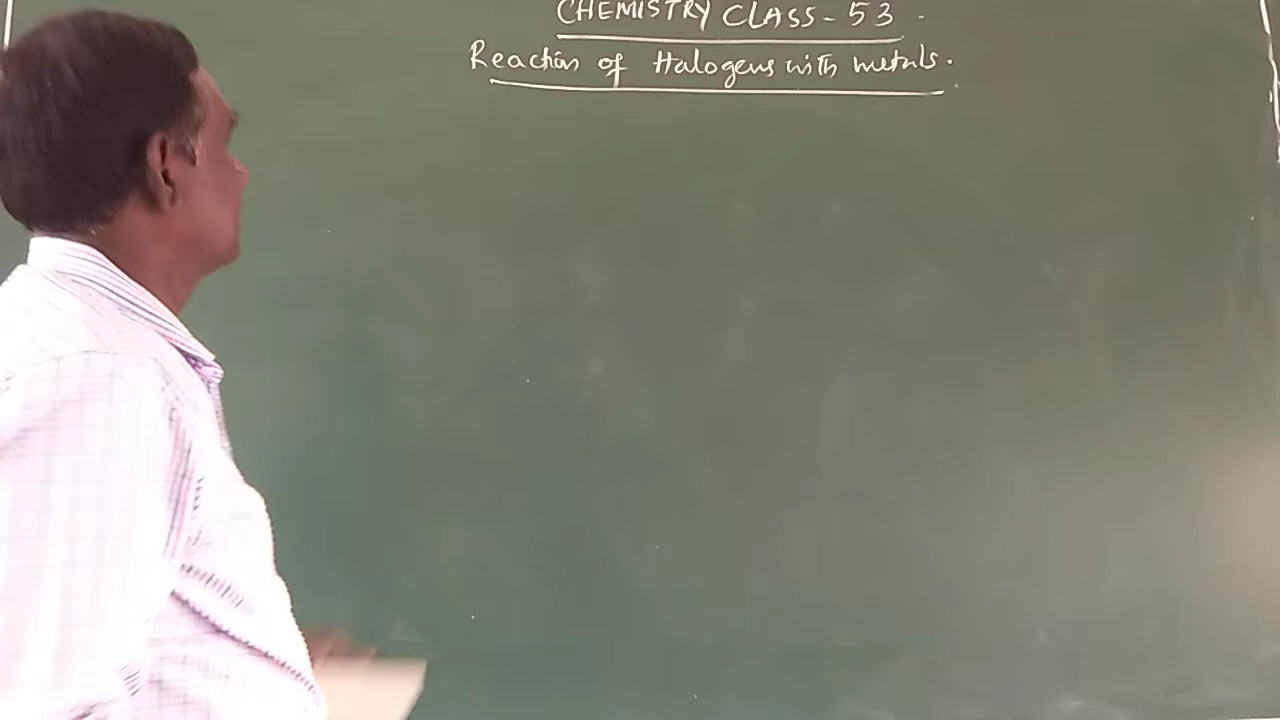 CHEMISTRY CLASS - 53.
Reaction of Halogens with metals.